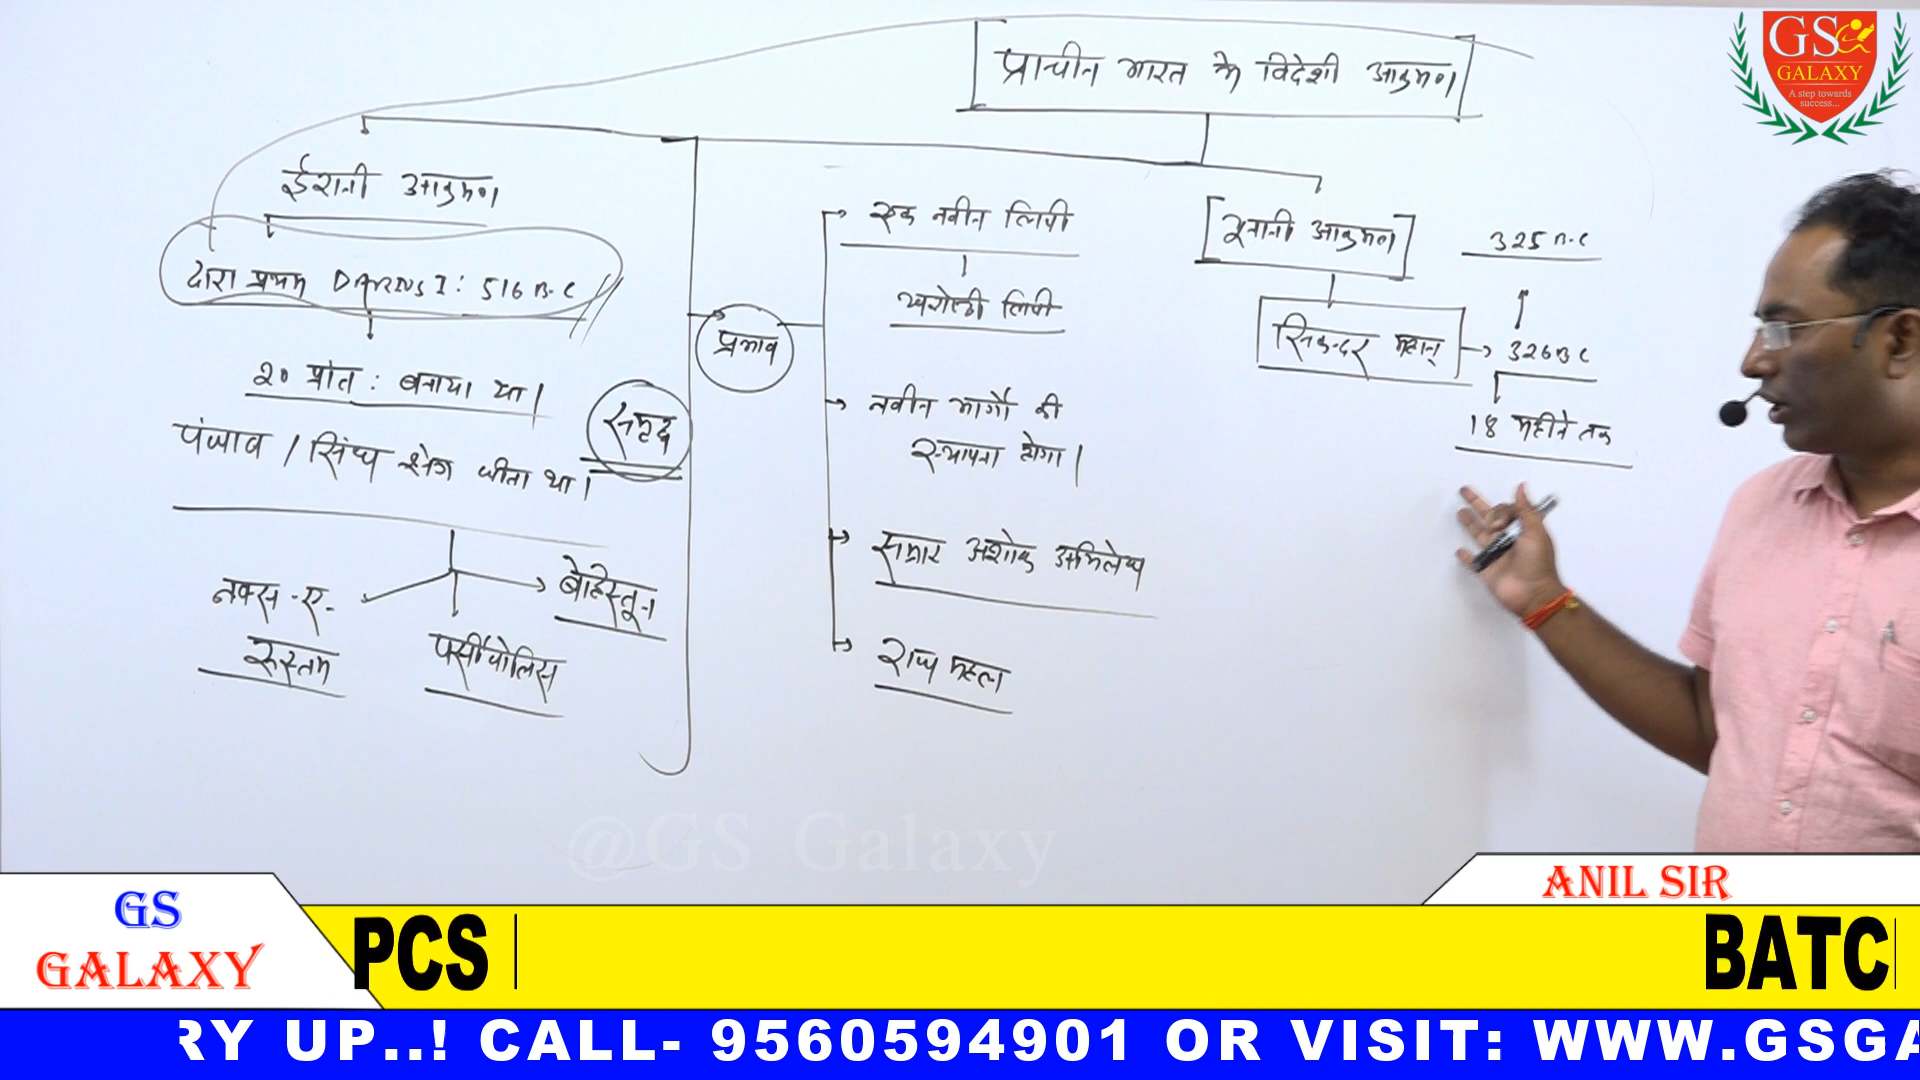 प्राचीन भारत के विदेशी आक्रमण
GS
GALAXY
A step towards
success...
ईरानी आक्रमण
दारा प्रथम DARIUS I : 516 B.C
20 प्रांत : बनाया था।
पंजाब / सिंध क्षेत्र जीता था।
समृद्ध
नक्स-ए-
रुस्तम
पर्सीपोलिस
बेहिस्तून
प्रभाव
एक नवीन लिपी
खरोष्ठी लिपी
नवीन मार्गों की
स्थापना होगा।
सम्राट अशोक अभिलेख
राज महल
यूनानी आक्रमण
सिकन्दर महान्
325 B.C
326 B C
18 महीने तक
@GS Galaxy
ANIL SIR
GS
GALAXY
PCS
BATC
RY UP..! CALL- 9560594901 OR VISIT: WWW.GSGA